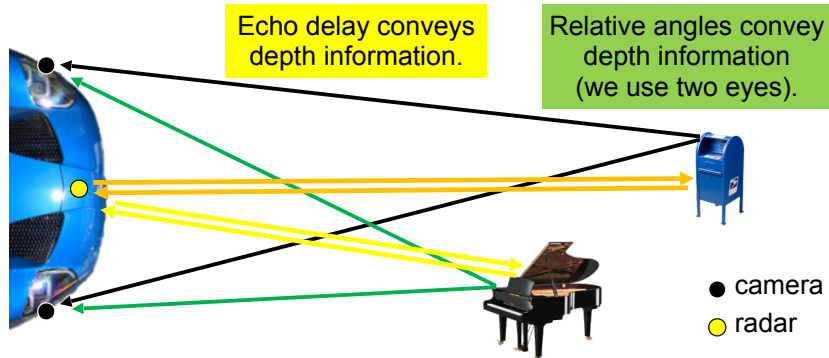 Echo delay conveys
depth information.
Relative angles convey
depth information
(we use two eyes).
camera
radar